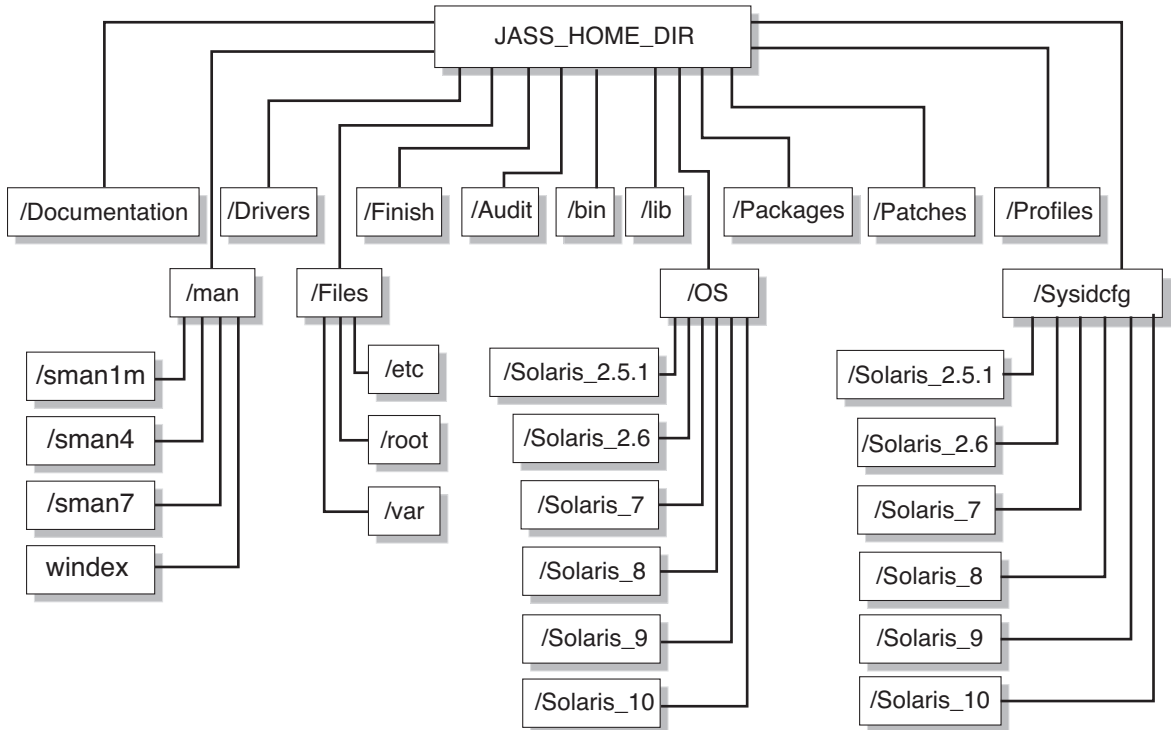 JASS_HOME_DIR
/Documentation
/Drivers
/Finish
/Audit
/bin
/lib
/Packages
/Patches
/Profiles
/man
/Files
/OS
/Sysidcfg
/sman1m
/sman4
/sman7
windex
/etc
/root
/var
/Solaris_2.5.1
/Solaris_2.6
/Solaris_7
/Solaris_8
/Solaris_9
/Solaris_10
/Solaris_2.5.1
/Solaris_2.6
/Solaris_7
/Solaris_8
/Solaris_9
/Solaris_10